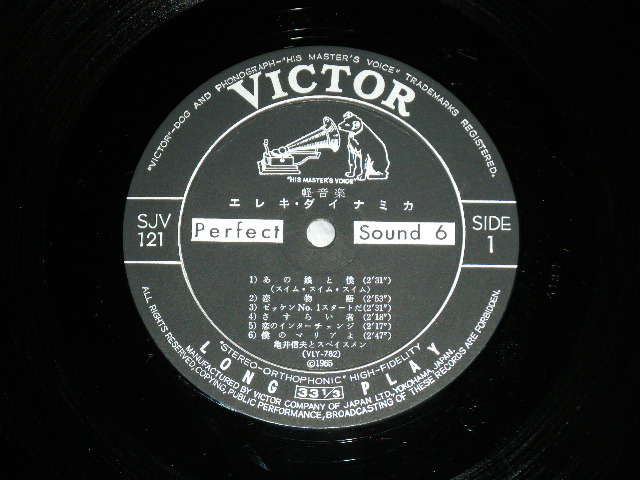 "VICTOR"–DOG AND PHONOGRAPH–"HIS MASTER'S VOICE" TRADEMARKS REGISTERED.
VICTOR
"HIS MASTER'S VOICE"
軽音楽
エレキ・ダイナミカ
SJV 121
Perfect Sound 6
SIDE 1
1) あの娘と僕 (2'31")
(スイム・スイム・スイム)
2) 恋物語 (2'53")
3) ゼッケンNo.1スタートだ (2'31")
4) さすらい者 (2'18")
5) 恋のインターチェンジ (2'17")
6) 僕のマリアよ (2'47")
亀井信夫とスペイスメン
(VLY-782)
©1965
"STEREO–ORTHOPHONIC" HIGH–FIDELITY
LONG 33 1/3 PLAY
MANUFACTURED BY VICTOR COMPANY OF JAPAN LTD. YOKOHAMA, JAPAN
ALL RIGHTS RESERVED, COPYING, PUBLIC PERFORMANCE, BROADCASTING OF THESE RECORDS ARE FORBIDDEN.